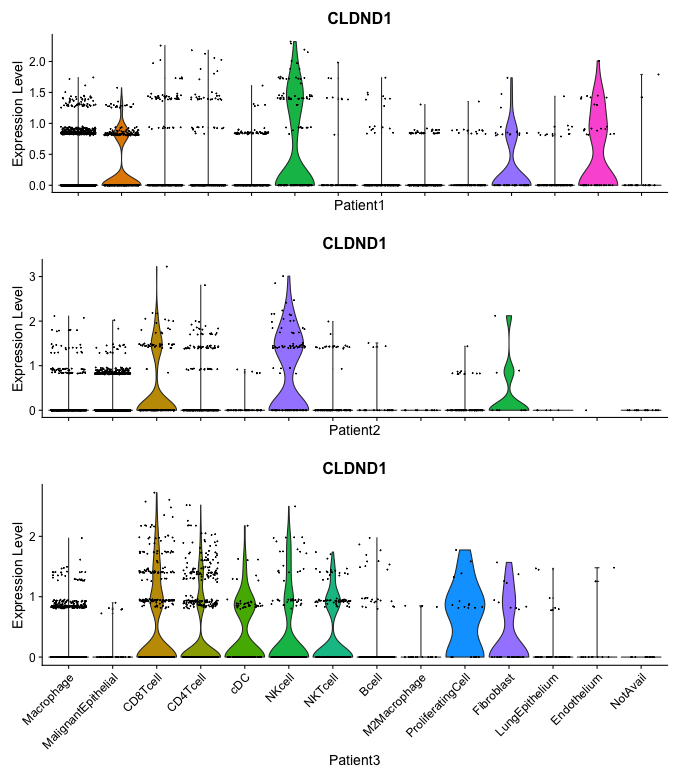 CLDND1
Expression Level
2.0
1.5
1.0
0.5
0.0
Patient1
CLDND1
Expression Level
3
2
1
0
Patient2
CLDND1
Expression Level
2
1
0
Macrophage
MalignantEpithelial
CD8Tcell
CD4Tcell
cDC
NKcell
NKTcell
Bcell
M2Macrophage
ProliferatingCell
Fibroblast
LungEpithelium
Endothelium
NotAvail
Patient3